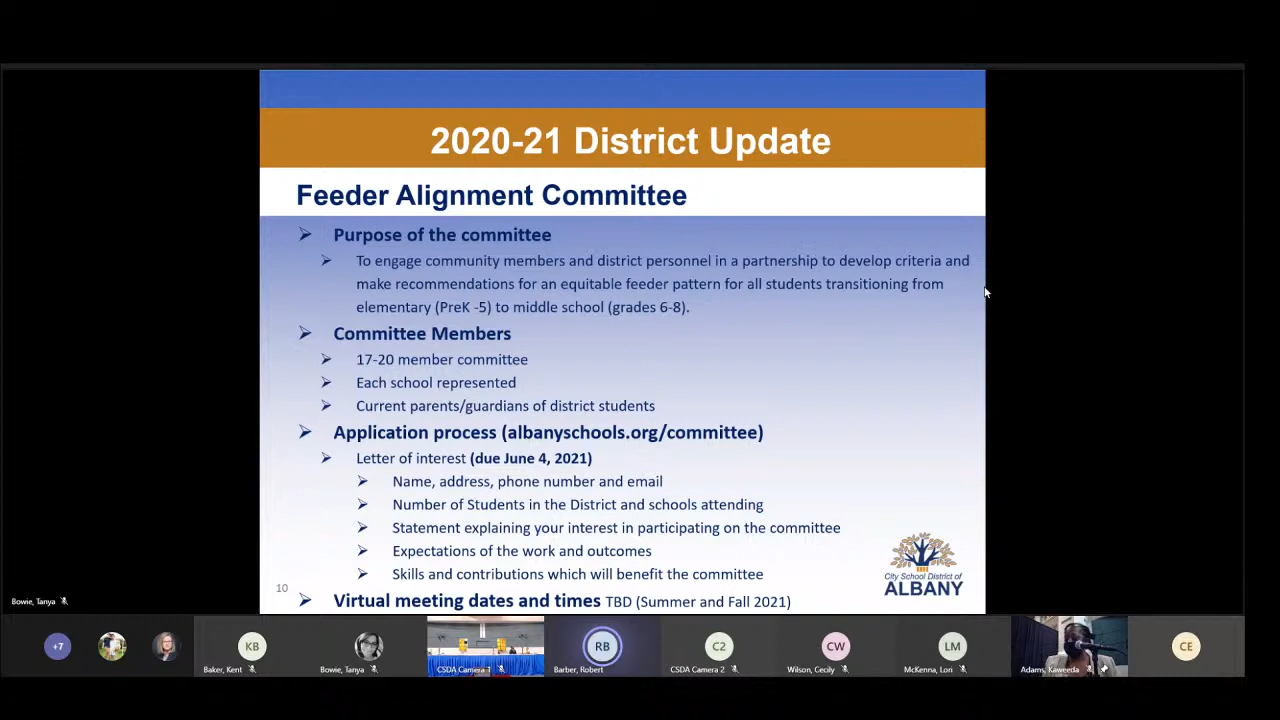 2020-21 District Update
Feeder Alignment Committee
Purpose of the committee
To engage community members and district personnel in a partnership to develop criteria and
make recommendations for an equitable feeder pattern for all students transitioning from
elementary (PreK -5) to middle school (grades 6-8).
Committee Members
17-20 member committee
Each school represented
Current parents/guardians of district students
Application process (albanyschools.org/committee)
Letter of interest (due June 4, 2021)
Name, address, phone number and email
Number of Students in the District and schools attending
Statement explaining your interest in participating on the committee
Expectations of the work and outcomes
Skills and contributions which will benefit the committee
City School District of
ALBANY
10
Virtual meeting dates and times TBD (Summer and Fall 2021)
Bowie, Tanya
+7
KB
RB
C2
CW
LM
CE
Baker, Kent
Bowie, Tanya
CSDA Camera 1
Barber, Robert
CSDA Camera 2
Wilson, Cecily
McKenna, Lori
Adams, Kaweeda